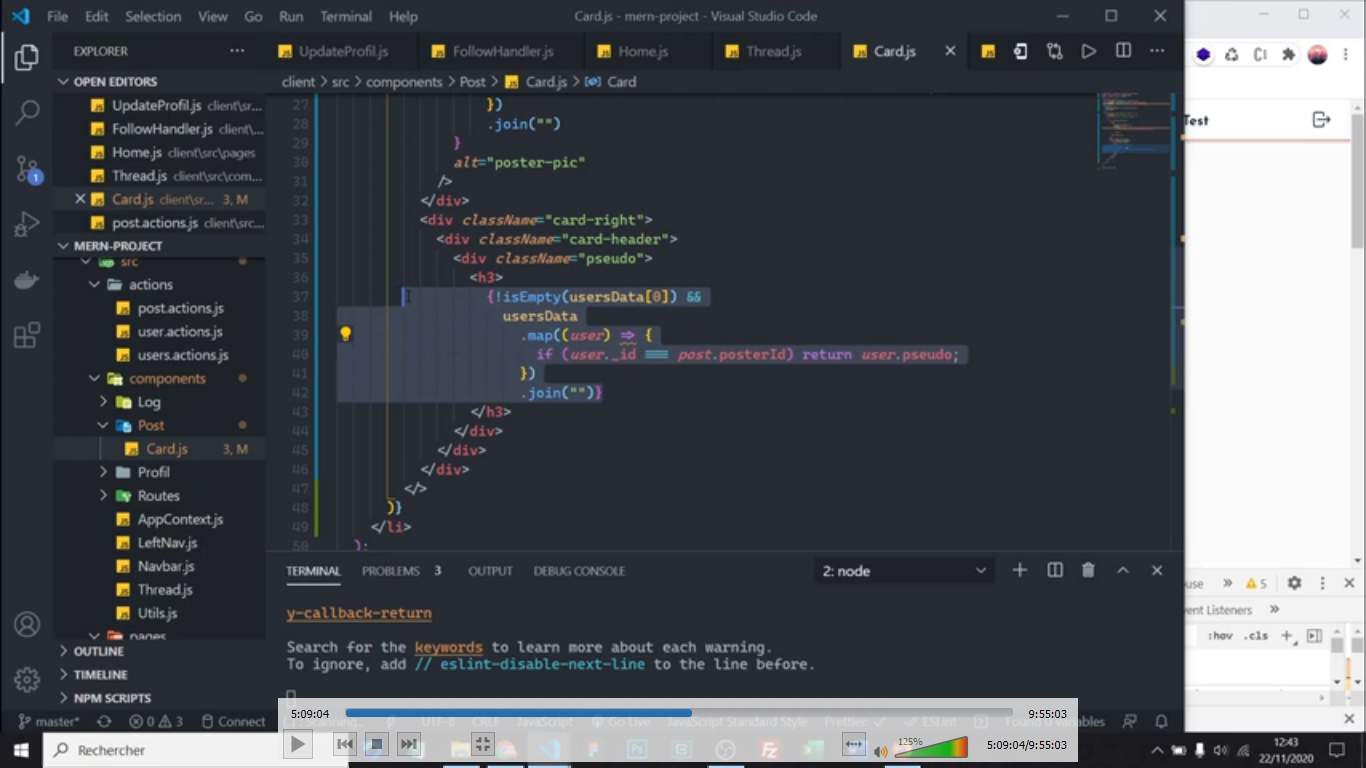 File Edit Selection View Go Run Terminal Help Card.js - mern-project - Visual Studio Code
EXPLORER
UpdateProfil.js FollowHandler.js Home.js Thread.js Card.js
OPEN EDITORS
client > src > components > Post > Card.js > Card
UpdateProfil.js client\sr...
FollowHandler.js client\...
Home.js client\src\pages
Thread.js client\src\com...
Card.js client\sr... 3, M
post.actions.js client\src...
MERN-PROJECT
src
actions
post.actions.js
user.actions.js
users.actions.js
components
Log
Post
Card.js 3, M
Profil
Routes
AppContext.js
LeftNav.js
Navbar.js
Thread.js
Utils.js
pages
OUTLINE
TIMELINE
NPM SCRIPTS
27 })
28 .join("")
29 }
30 alt="poster-pic"
31 />
32 </div>
33 <div className="card-right">
34 <div className="card-header">
35 <div className="pseudo">
36 <h3>
37 {!isEmpty(usersData[0]) &&
38 usersData
39 .map((user) => {
40 if (user._id === post.posterId) return user.pseudo;
41 })
42 .join("")}
43 </h3>
44 </div>
45 </div>
46 </div>
47 </>
48 )}
49 </li>
50 );
TERMINAL PROBLEMS 3 OUTPUT DEBUG CONSOLE 2: node
y-callback-return
Search for the keywords to learn more about each warning.
To ignore, add // eslint-disable-next-line to the line before.
Test
5
vent Listeners
:hov .cls
master* 0 3 Connect UTF-8 CRLF JavaScript Go Live JavaScript Standard Style Prettier: ESLint Found 0 variables
5:09:04 9:55:03
125%
5:09:04/9:55:03
Rechercher
12:43
22/11/2020